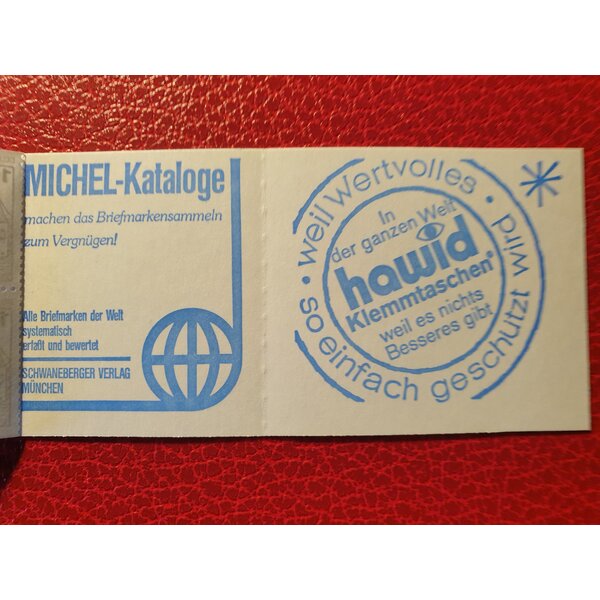 MICHEL-Kataloge
machen das Briefmarkensammeln
zum Vergnügen!
Alle Briefmarken der Welt
systematisch
erfaßt und bewertet
SCHWANEBERGER VERLAG
MÜNCHEN
· weil Wertvolles · so einfach geschützt wird
In
der ganzen Welt
hawid
Klemmtaschen®
weil es nichts
Besseres gibt